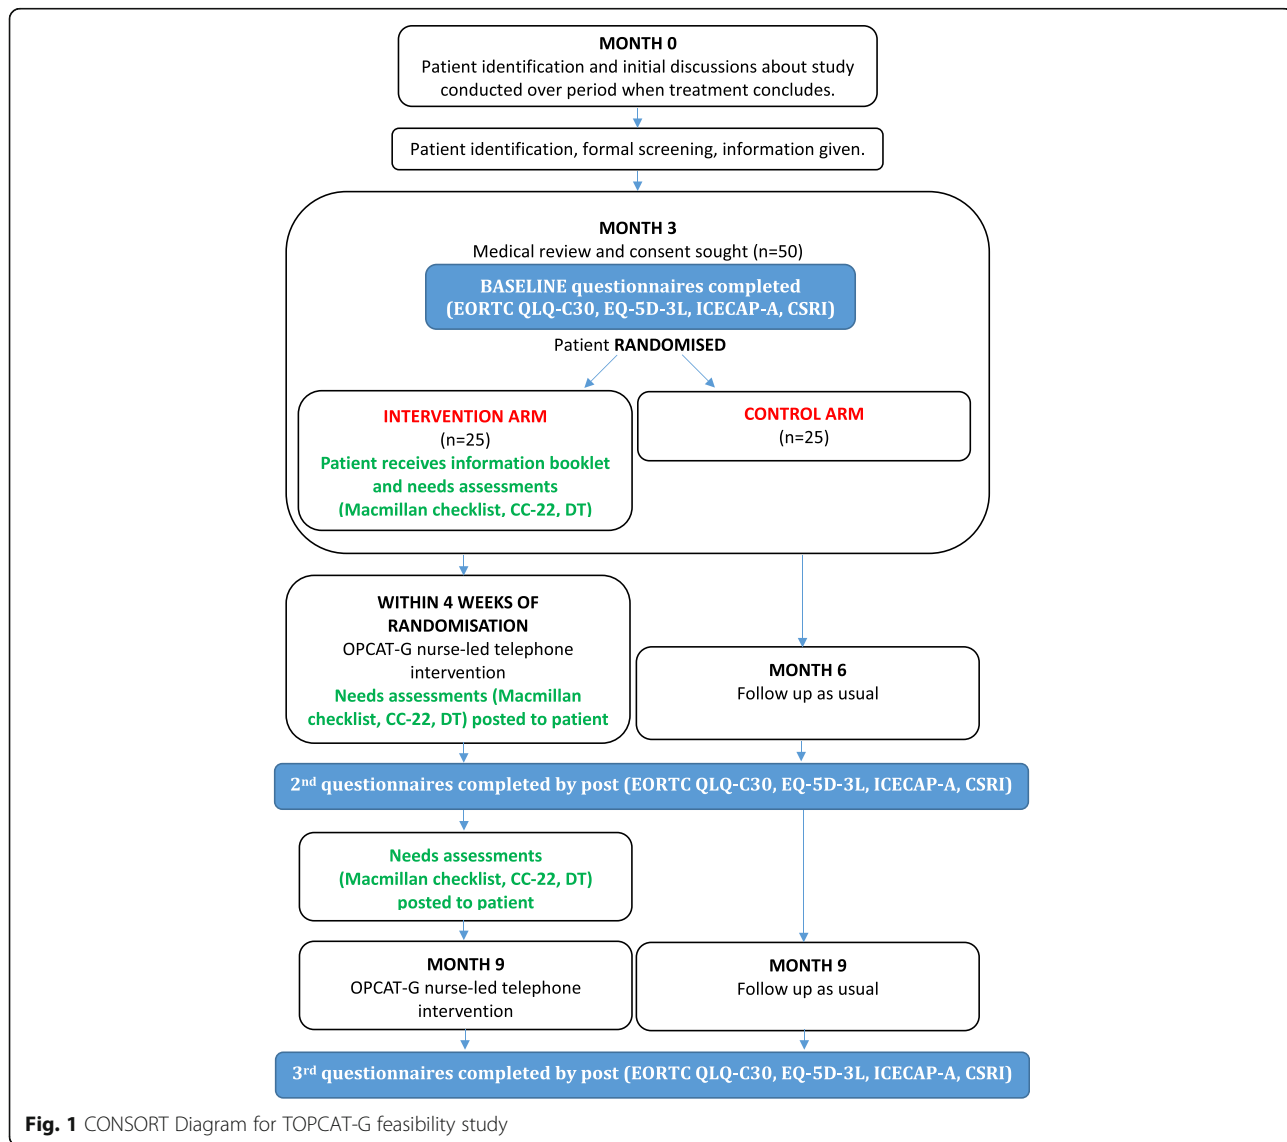 MONTH 0
Patient identification and initial discussions about study
conducted over period when treatment concludes.
Patient identification, formal screening, information given.
MONTH 3
Medical review and consent sought (n=50)
BASELINE questionnaires completed
(EORTC QLQ-C30, EQ-5D-3L, ICECAP-A, CSRI)
Patient RANDOMISED
INTERVENTION ARM
(n=25)
Patient receives information booklet
and needs assessments
(Macmillan checklist, CC-22, DT)
CONTROL ARM
(n=25)
WITHIN 4 WEEKS OF
RANDOMISATION
OPCAT-G nurse-led telephone
intervention
Needs assessments (Macmillan
checklist, CC-22, DT) posted to patient
MONTH 6
Follow up as usual
2nd questionnaires completed by post (EORTC QLQ-C30, EQ-5D-3L, ICECAP-A, CSRI)
Needs assessments
(Macmillan checklist, CC-22, DT)
posted to patient
MONTH 9
OPCAT-G nurse-led telephone
intervention
MONTH 9
Follow up as usual
3rd questionnaires completed by post (EORTC QLQ-C30, EQ-5D-3L, ICECAP-A, CSRI)
Fig. 1 CONSORT Diagram for TOPCAT-G feasibility study